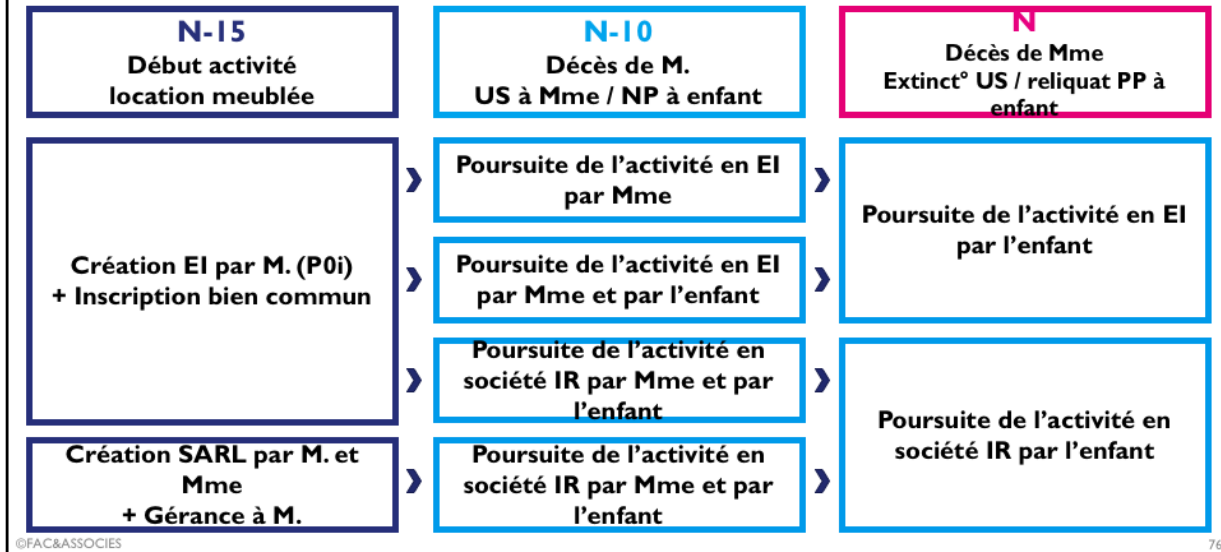 N-15
Début activité
location meublée
N-10
Décès de M.
US à Mme / NP à enfant
N
Décès de Mme
Extinct° US / reliquat PP à
enfant
Création EI par M. (P0i)
+ Inscription bien commun
❯
Poursuite de l’activité en EI
par Mme
❯
❯
Poursuite de l’activité en EI
par Mme et par l’enfant
❯
Poursuite de l’activité en EI
par l’enfant
❯
Poursuite de l’activité en
société IR par Mme et par
l’enfant
❯
Création SARL par M. et
Mme
+ Gérance à M.
❯
Poursuite de l’activité en
société IR par Mme et par
l’enfant
❯
Poursuite de l’activité en
société IR par l’enfant
©FAC&ASSOCIES
76